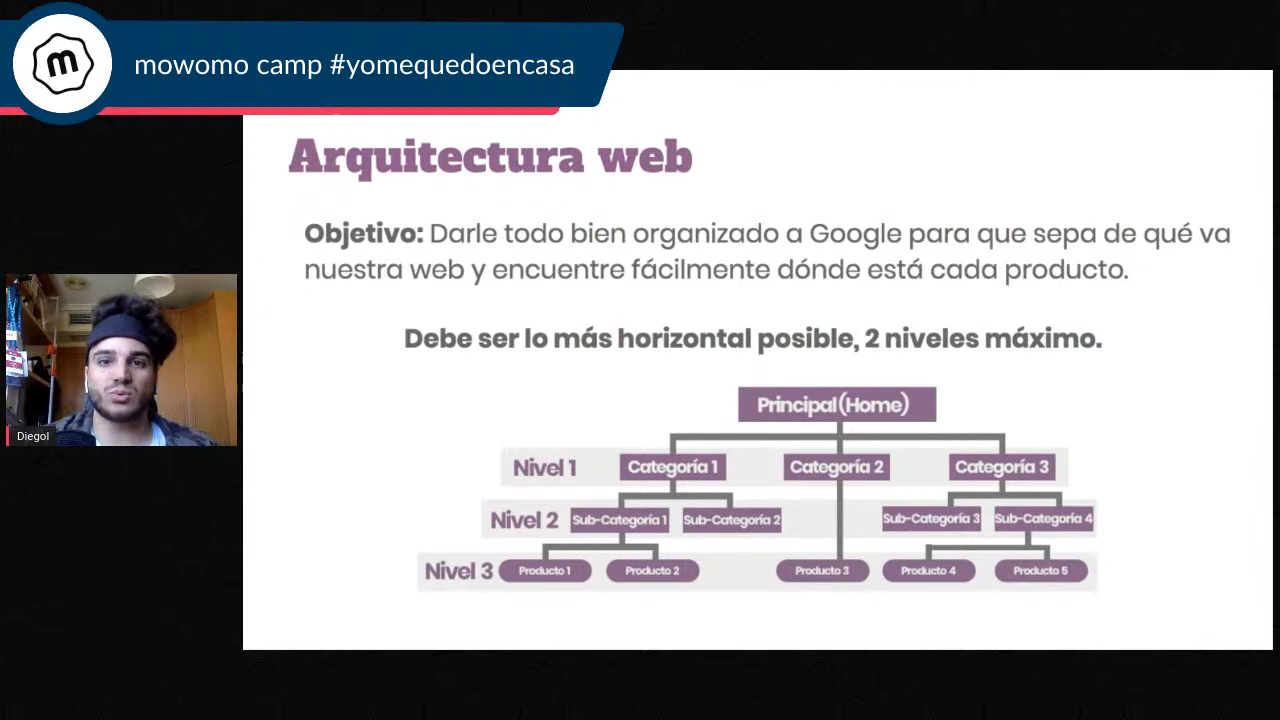 m
mowomo camp #yomequedoencasa
Arquitectura web
Objetivo: Darle todo bien organizado a Google para que sepa de qué va
nuestra web y encuentre fácilmente dónde está cada producto.
Debe ser lo más horizontal posible, 2 niveles máximo.
Principal (Home)
Nivel 1 Categoría 1 Categoría 2 Categoría 3
Nivel 2 Sub-Categoría 1 Sub-Categoría 2 Sub-Categoría 3 Sub-Categoría 4
Nivel 3 Producto 1 Producto 2 Producto 3 Producto 4 Producto 5
Diegol